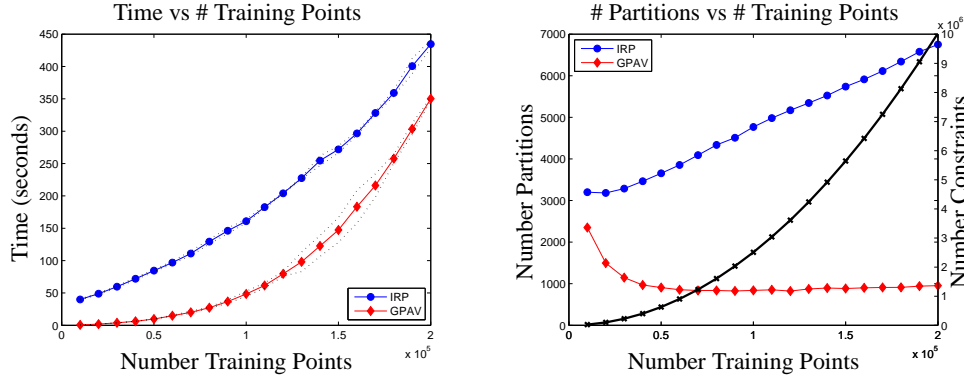 Time vs # Training Points
450
400
350
300
250
200
150
100
50
0
Time (seconds)
IRP
GPAV
0 0.5 1 1.5 2
x 10^5
Number Training Points
# Partitions vs # Training Points
7000
6000
5000
4000
3000
2000
1000
0
Number Partitions
IRP
GPAV
x 10^6
10
9
8
7
6
5
4
3
2
1
0
Number Constraints
0 0.5 1 1.5 2
x 10^5
Number Training Points